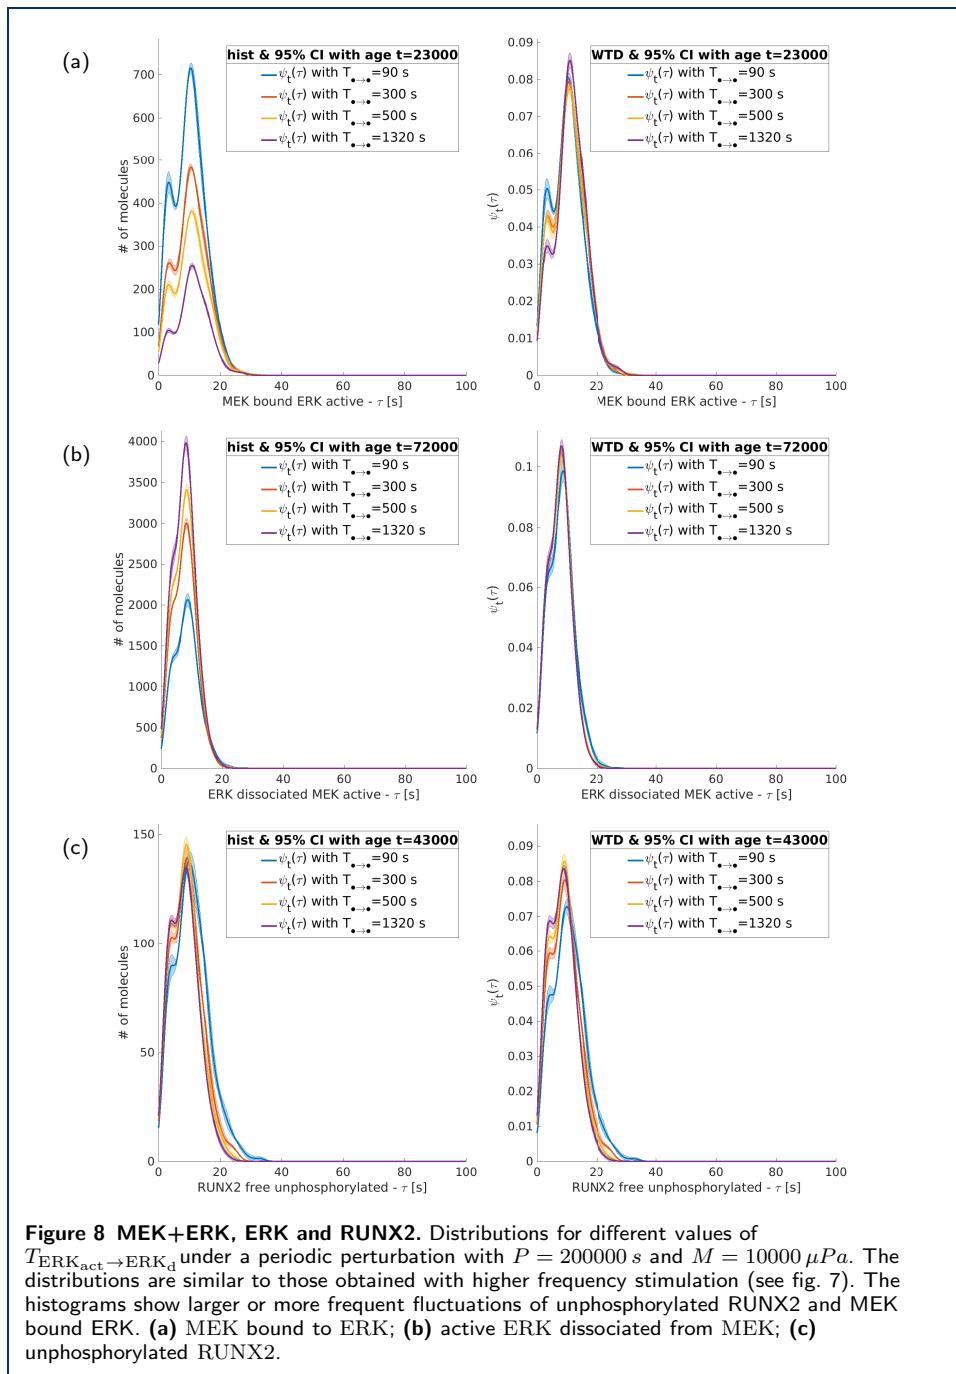 (a)
hist & 95% CI with age t=23000
ψt(τ) with T●→●=90 s
ψt(τ) with T●→●=300 s
ψt(τ) with T●→●=500 s
ψt(τ) with T●→●=1320 s
# of molecules
700
600
500
400
300
200
100
0
0 20 40 60 80 100
MEK bound ERK active - τ [s]
WTD & 95% CI with age t=23000
ψt(τ) with T●→●=90 s
ψt(τ) with T●→●=300 s
ψt(τ) with T●→●=500 s
ψt(τ) with T●→●=1320 s
ψt(τ)
0.09
0.08
0.07
0.06
0.05
0.04
0.03
0.02
0.01
0
0 20 40 60 80 100
MEK bound ERK active - τ [s]
(b)
hist & 95% CI with age t=72000
ψt(τ) with T●→●=90 s
ψt(τ) with T●→●=300 s
ψt(τ) with T●→●=500 s
ψt(τ) with T●→●=1320 s
# of molecules
4000
3500
3000
2500
2000
1500
1000
500
0
0 20 40 60 80 100
ERK dissociated MEK active - τ [s]
WTD & 95% CI with age t=72000
ψt(τ) with T●→●=90 s
ψt(τ) with T●→●=300 s
ψt(τ) with T●→●=500 s
ψt(τ) with T●→●=1320 s
ψt(τ)
0.1
0.08
0.06
0.04
0.02
0
0 20 40 60 80 100
ERK dissociated MEK active - τ [s]
(c)
hist & 95% CI with age t=43000
ψt(τ) with T●→●=90 s
ψt(τ) with T●→●=300 s
ψt(τ) with T●→●=500 s
ψt(τ) with T●→●=1320 s
# of molecules
150
100
50
0
0 20 40 60 80 100
RUNX2 free unphosphorylated - τ [s]
WTD & 95% CI with age t=43000
ψt(τ) with T●→●=90 s
ψt(τ) with T●→●=300 s
ψt(τ) with T●→●=500 s
ψt(τ) with T●→●=1320 s
ψt(τ)
0.09
0.08
0.07
0.06
0.05
0.04
0.03
0.02
0.01
0
0 20 40 60 80 100
RUNX2 free unphosphorylated - τ [s]
Figure 8 MEK+ERK, ERK and RUNX2. Distributions for different values of
TERKact→ERKd under a periodic perturbation with P = 200000 s and M = 10000 μPa. The
distributions are similar to those obtained with higher frequency stimulation (see fig. 7). The
histograms show larger or more frequent fluctuations of unphosphorylated RUNX2 and MEK
bound ERK. (a) MEK bound to ERK; (b) active ERK dissociated from MEK; (c)
unphosphorylated RUNX2.